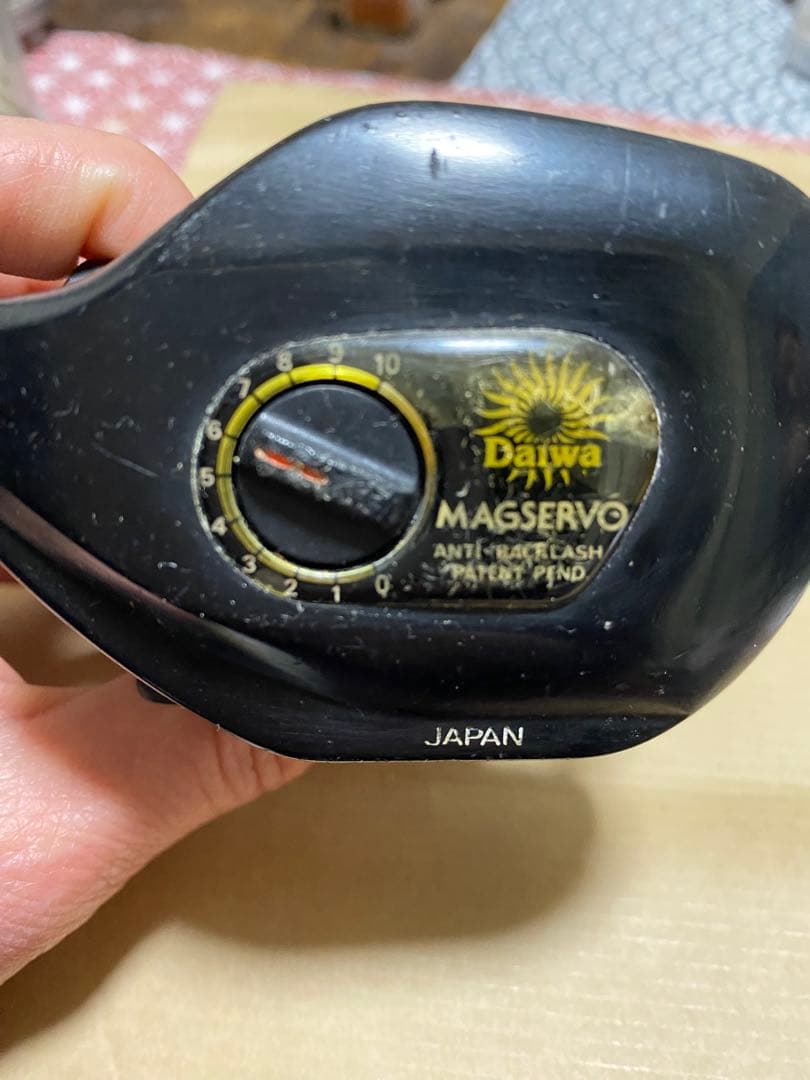 10
9
8
7
6
5
4
3
2
1
0
Daiwa
MAGSERVO
ANTI-BACKLASH
PATENT PEND.
JAPAN